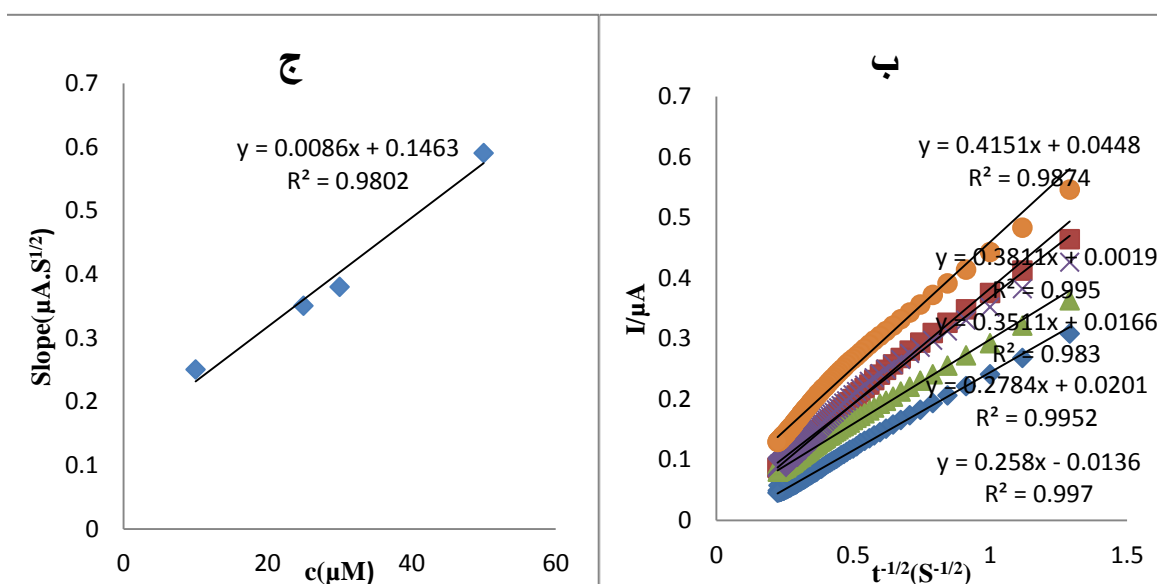 ج
0.7
0.6
0.5
0.4
0.3
0.2
0.1
0
0
20
40
60
Slope(µA.S^{1/2})
c(µM)
y = 0.0086x + 0.1463
R² = 0.9802
ب
0.7
0.6
0.5
0.4
0.3
0.2
0.1
0
0
0.5
1
1.5
I/µA
t^{-1/2}(S^{-1/2})
y = 0.4151x + 0.0448
R² = 0.9874
y = 0.3811x + 0.0019
R² = 0.995
y = 0.3511x + 0.0166
R² = 0.983
y = 0.2784x + 0.0201
R² = 0.9952
y = 0.258x - 0.0136
R² = 0.997